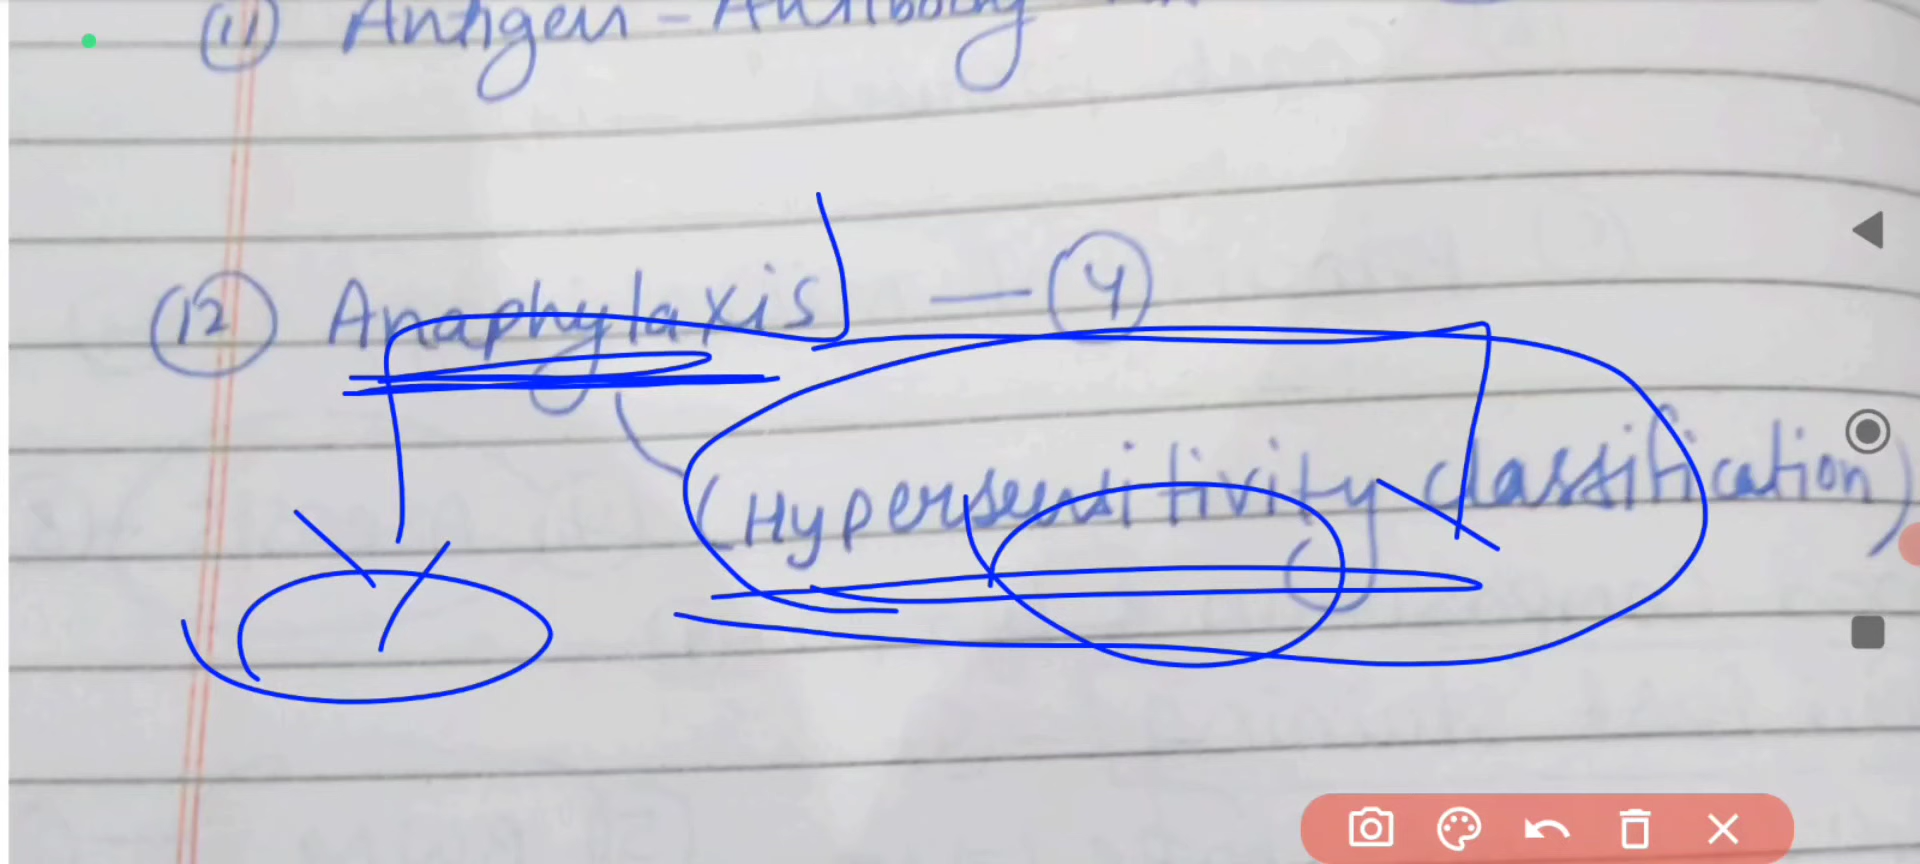 (11) Antigen - Antibody
(12) Anaphylaxis — (4)
(Hypersensitivity classification)